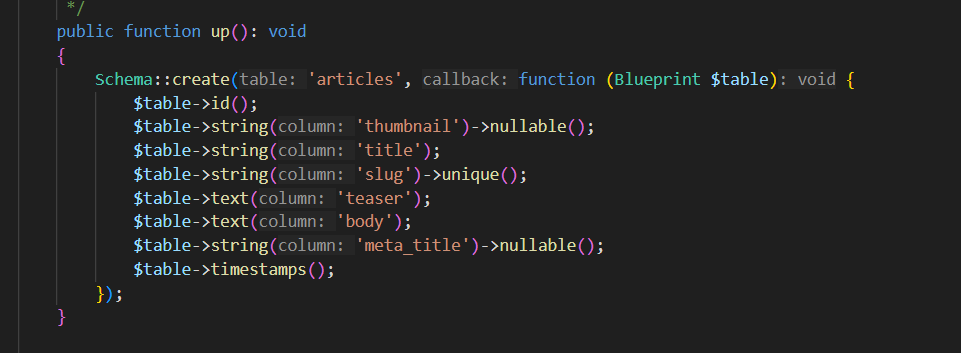 */
public function up(): void
{
Schema::create(table: 'articles', callback: function (Blueprint $table): void {
$table->id();
$table->string(column: 'thumbnail')->nullable();
$table->string(column: 'title');
$table->string(column: 'slug')->unique();
$table->text(column: 'teaser');
$table->text(column: 'body');
$table->string(column: 'meta_title')->nullable();
$table->timestamps();
});
}